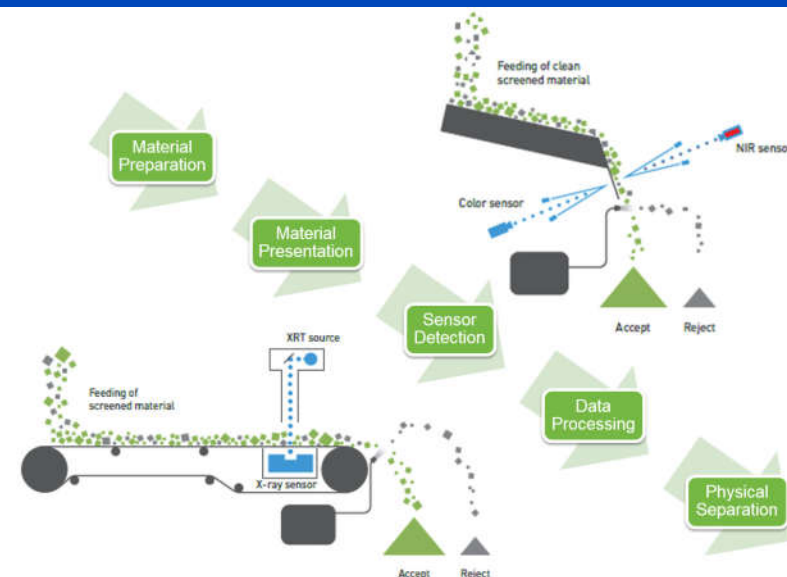 Feeding of clean
screened material
NIR senso
Color sensor
Accept
Reject
Material
Preparation
Material
Presentation
Sensor
Detection
Data
Processing
Physical
Separation
XRT source
Feeding of
screened material
X-ray sensor
Accept
Reject